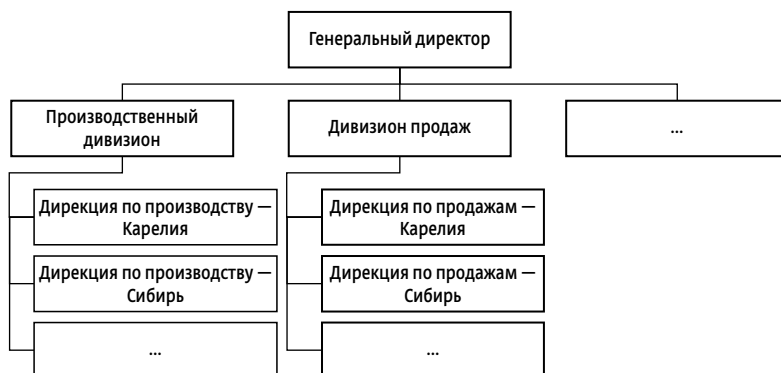 Генеральный директор
Производственный
дивизион
Дивизион продаж
...
Дирекция по производству —
Карелия
Дирекция по продажам —
Карелия
Дирекция по производству —
Сибирь
Дирекция по продажам —
Сибирь
...
...